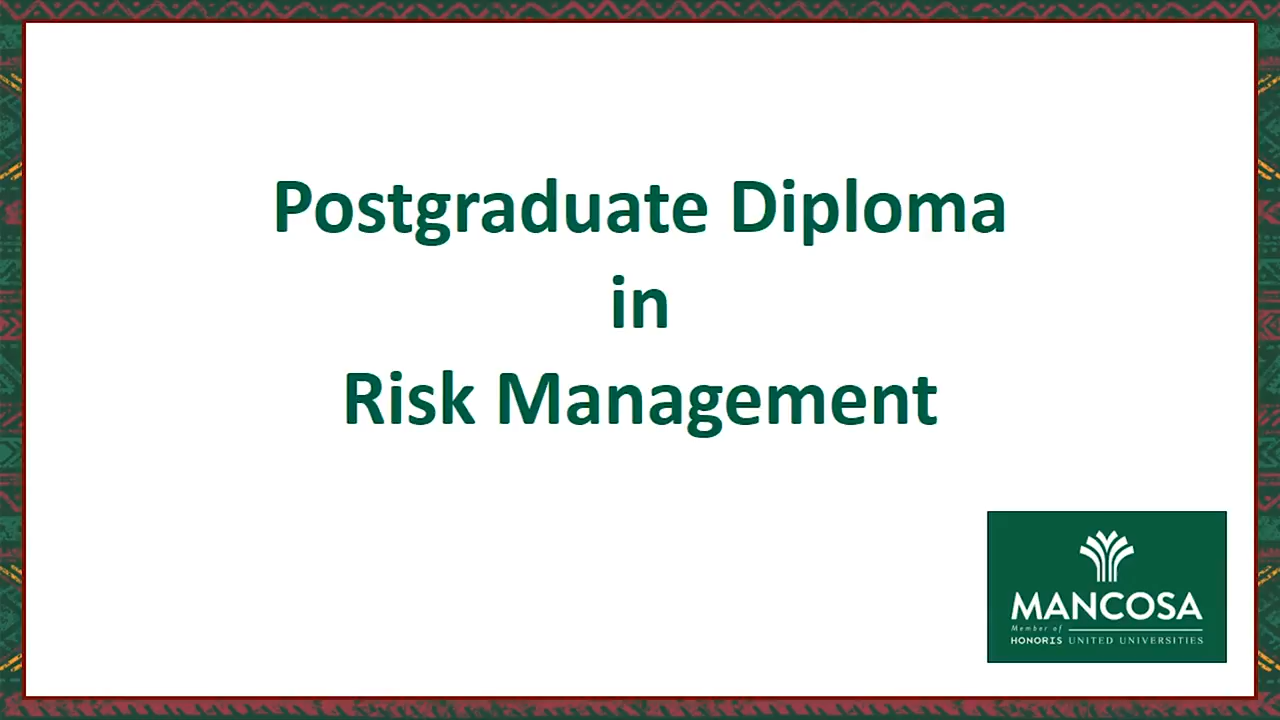 Postgraduate Diploma
in
Risk Management
MANCOSA
Member of
HONORIS UNITED UNIVERSITIES